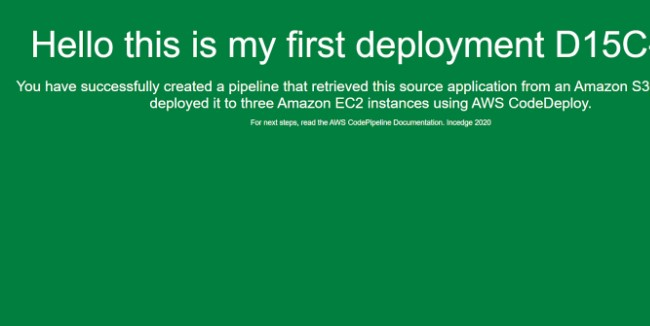 Hello this is my first deployment D15C
You have successfully created a pipeline that retrieved this source application from an Amazon S3
deployed it to three Amazon EC2 instances using AWS CodeDeploy.
For next steps, read the AWS CodePipeline Documentation. Incedge 2020